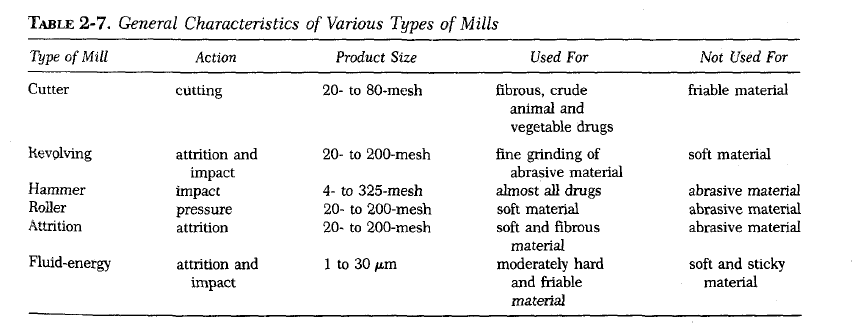 TABLE 2-7. General Characteristics of Various Types of Mills
Type of Mill Action Product Size Used For Not Used For
Cutter cutting 20- to 80-mesh fibrous, crude friable material
animal and
vegetable drugs
Revolving attrition and 20- to 200-mesh fine grinding of soft material
impact abrasive material
Hammer impact 4- to 325-mesh almost all drugs abrasive material
Roller pressure 20- to 200-mesh soft material abrasive material
Attrition attrition 20- to 200-mesh soft and fibrous abrasive material
material
Fluid-energy attrition and 1 to 30 μm moderately hard soft and sticky
impact and friable material
material